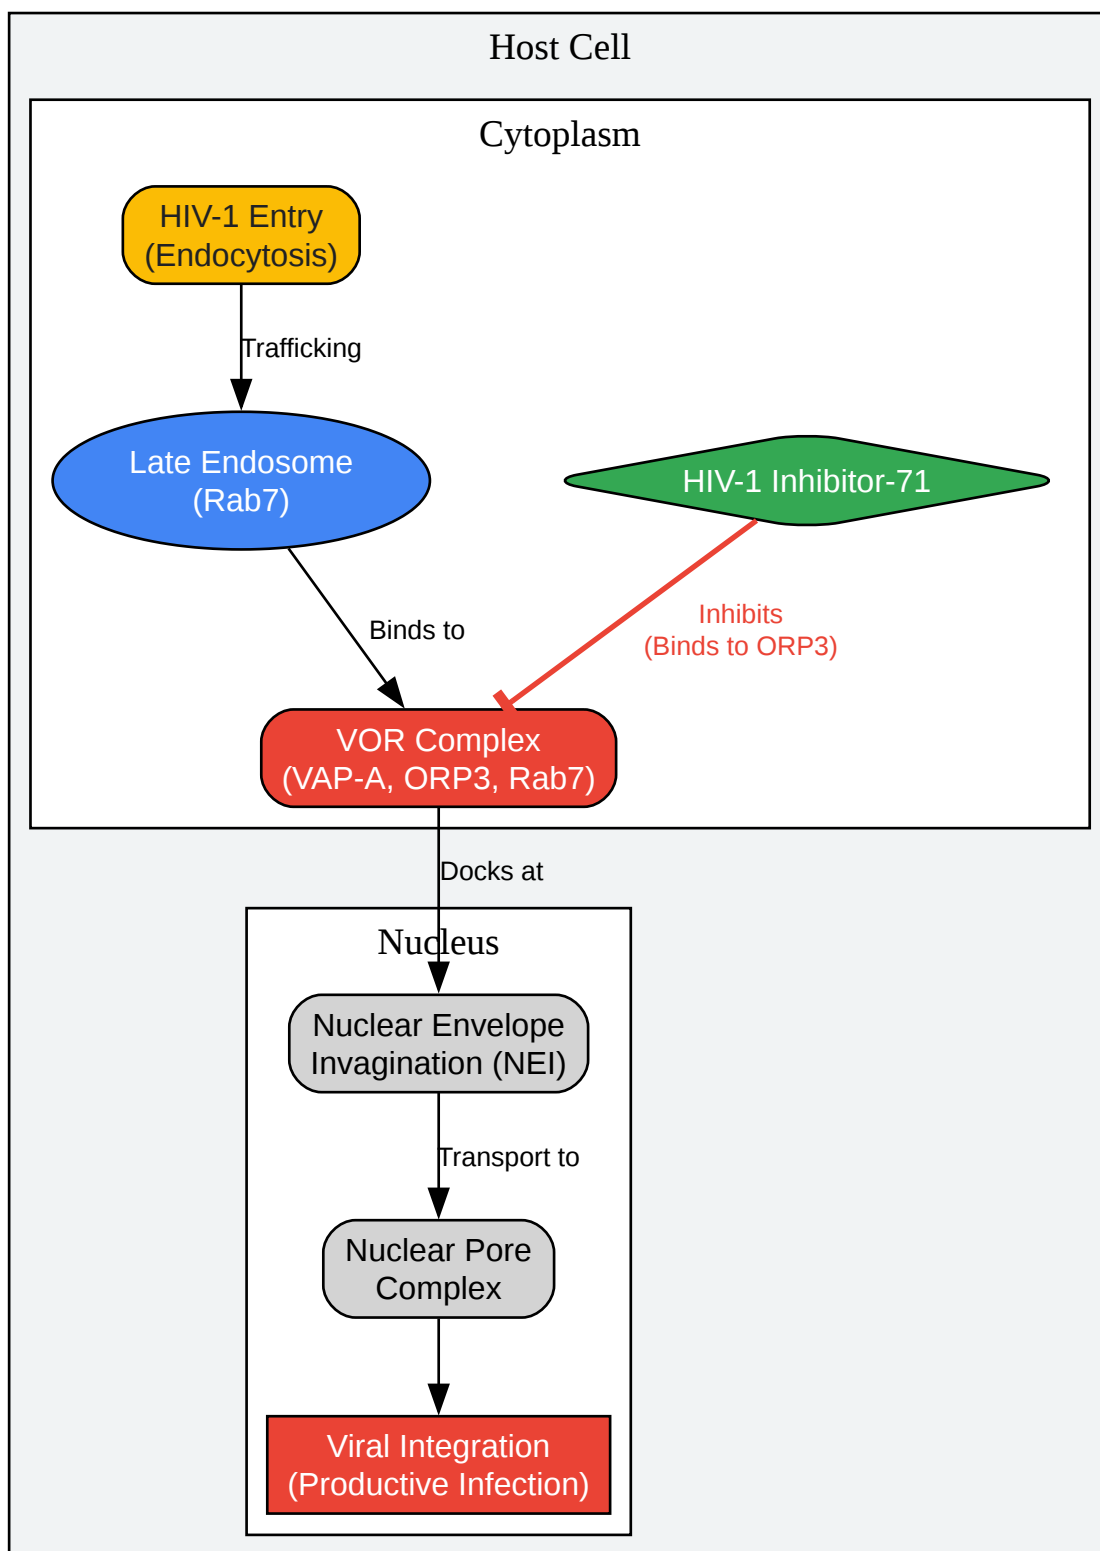 Host Cell
Cytoplasm
HIV-1 Entry
(Endocytosis)
Trafficking
Late Endosome
(Rab7)
HIV-1 Inhibitor-71
Binds to
Inhibits
(Binds to ORP3)
VOR Complex
(VAP-A, ORP3, Rab7)
Docks at
Nucleus
Nuclear Envelope
Invagination (NEI)
Transport to
Nuclear Pore
Complex
Viral Integration
(Productive Infection)